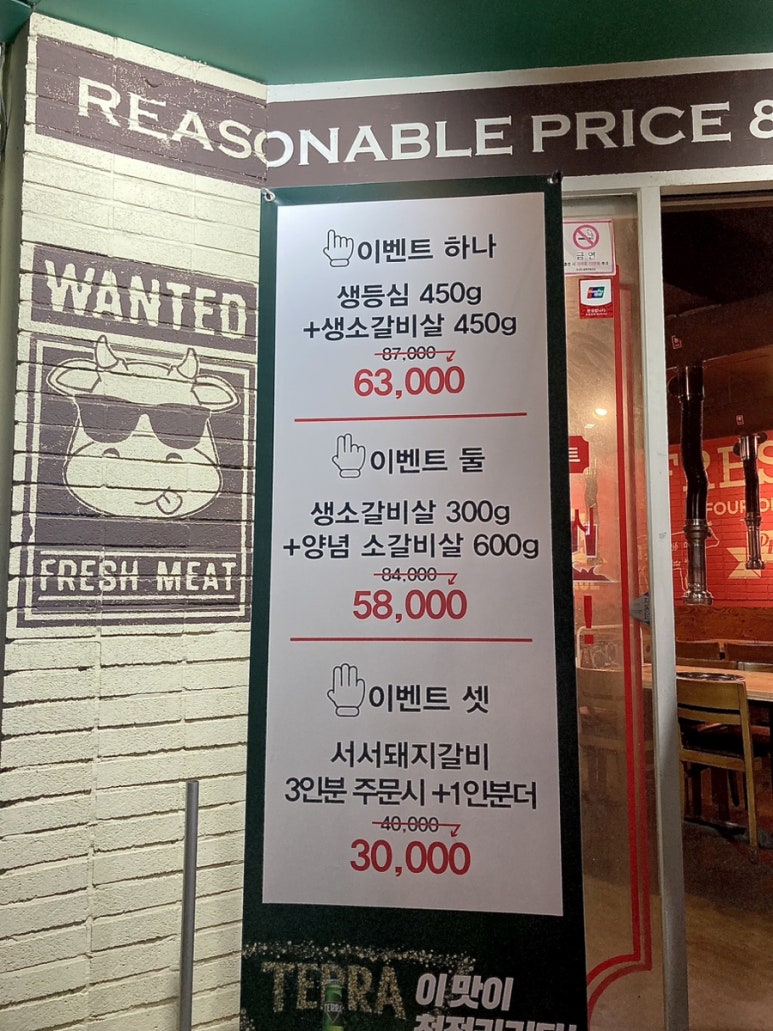 REASONABLE PRICE &
WANTED
FRESH MEAT
이벤트 하나
생등심 450g
+생소갈비살 450g
87,000
63,000
이벤트 둘
생소갈비살 300g
+양념 소갈비살 600g
84,000
58,000
이벤트 셋
서서돼지갈비
3인분 주문시 +1인분더
40,000
30,000
TERRA
이맛이
TERRA
금연
FRES
FOUR